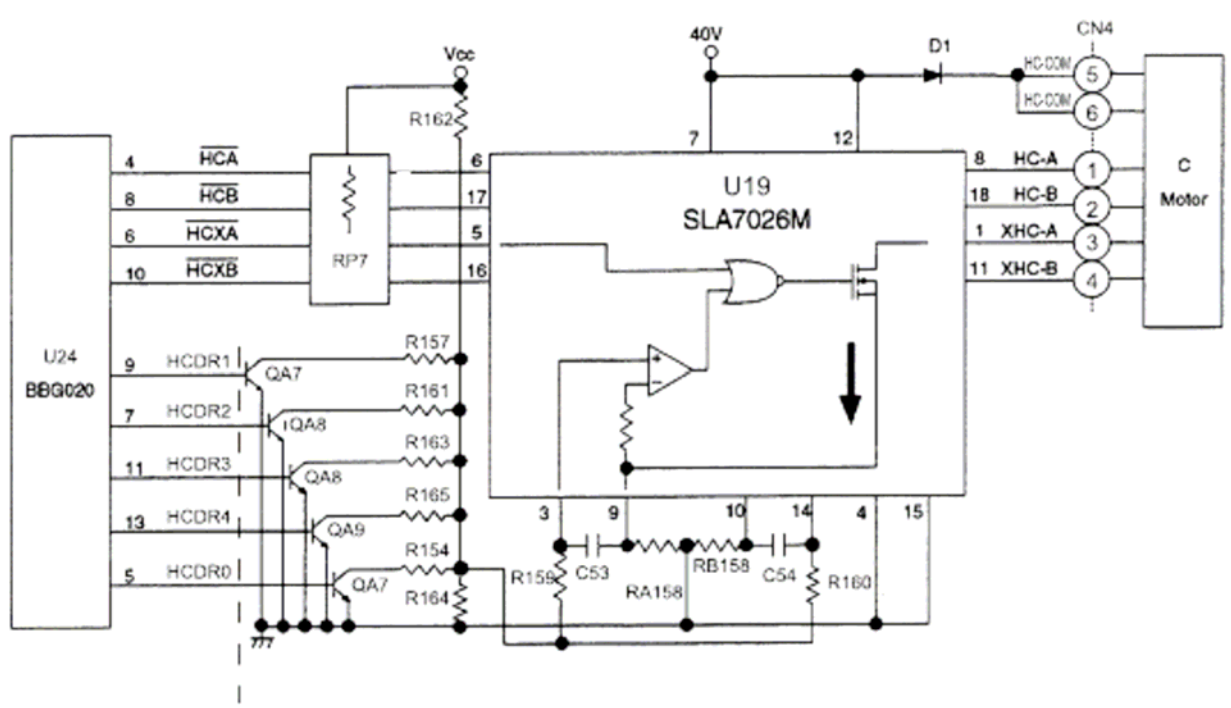 CN4
40V
D1
HC-COM
5
Vcc
HC-COM
6
R162
7
12
4
HCA
6
8
HC-A
1
C
Motor
U19
SLA7026M
8
HCB
17
18
HC-B
2
6
HCXA
5
1
XHC-A
3
RP7
10
HCXB
16
11
XHC-B
4
U24
BBG020
R157
9
HCDR1
QA7
+
−
R161
7
HCDR2
QA8
R163
11
HCDR3
QA8
R165
13
HCDR4
QA9
3
9
10
14
4
15
R154
5
HCDR0
QA7
R164
R159
C53
RA158
RB158
C54
R160